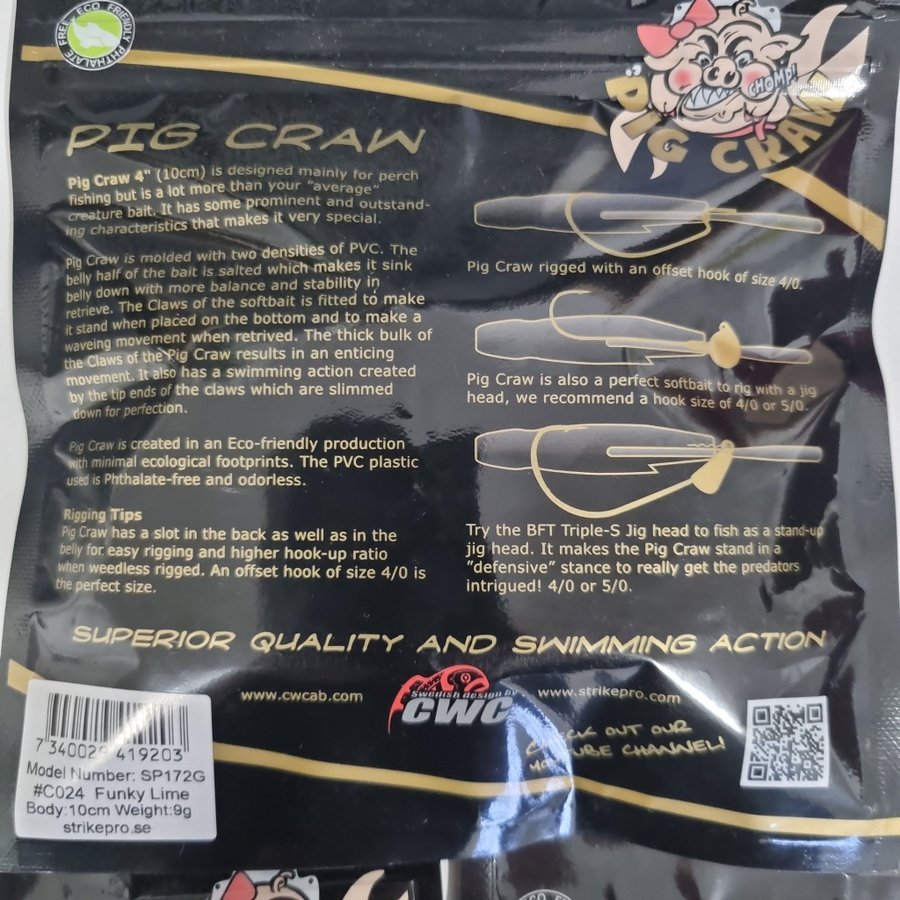 ECO FRIENDLY PHTHALATE FREE
CHOMP!
PIG CRAW
PIG CRAW
Pig Craw 4" (10cm) is designed mainly for perch
fishing but is a lot more than your "average"
creature bait. It has some prominent and outstand-
ing characteristics that makes it very special.
Pig Craw is molded with two densities of PVC. The
belly half of the bait is salted which makes it sink
belly down with more balance and stability in
retrieve. The Claws of the softbait is fitted to make
it stand when placed on the bottom and to make a
waveing movement when retrived. The thick bulk of
the Claws of the Pig Craw results in an enticing
movement. It also has a swimming action created
by the tip ends of the claws which are slimmed
down for perfection.
Pig Craw is created in an Eco-friendly production
with minimal ecological footprints. The PVC plastic
used is Phthalate-free and odorless.
Rigging Tips
Pig Craw has a slot in the back as well as in the
belly for easy rigging and higher hook-up ratio
when weedless rigged. An offset hook of size 4/0 is
the perfect size.
Pig Craw rigged with an offset hook of size 4/0.
Pig Craw is also a perfect softbait to rig with a jig
head, we recommend a hook size of 4/0 or 5/0.
Try the BFT Triple-S Jig head to fish as a stand-up
jig head. It makes the Pig Craw stand in a
"defensive" stance to really get the predators
intrigued! 4/0 or 5/0.
SUPERIOR QUALITY AND SWIMMING ACTION
www.cwcab.com
Swedish design by
CWC
www.strikepro.com
CHECK OUT OUR
CHANNEL!
7 340029 419203
Model Number: SP172G
#C024 Funky Lime
Body:10cm Weight:9g
strikepro.se
ECO FRIE